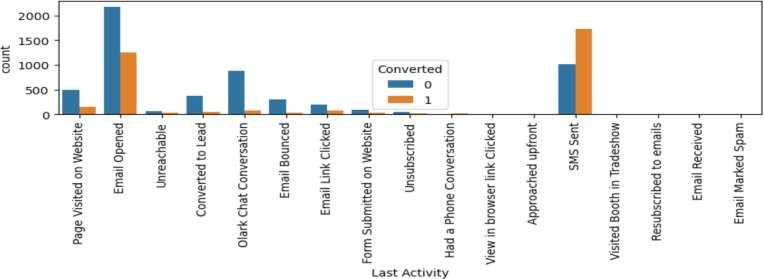 2000
1500
1000
500
0
count
Converted
0
1
Page Visited on Website
Email Opened
Unreachable
Converted to Lead
Olark Chat Conversation
Email Bounced
Email Link Clicked
Form Submitted on Website
Unsubscribed
Had a Phone Conversation
View in browser link Clicked
Approached upfront
SMS Sent
Visited Booth in Tradeshow
Resubscribed to emails
Email Received
Email Marked Spam
Last Activity